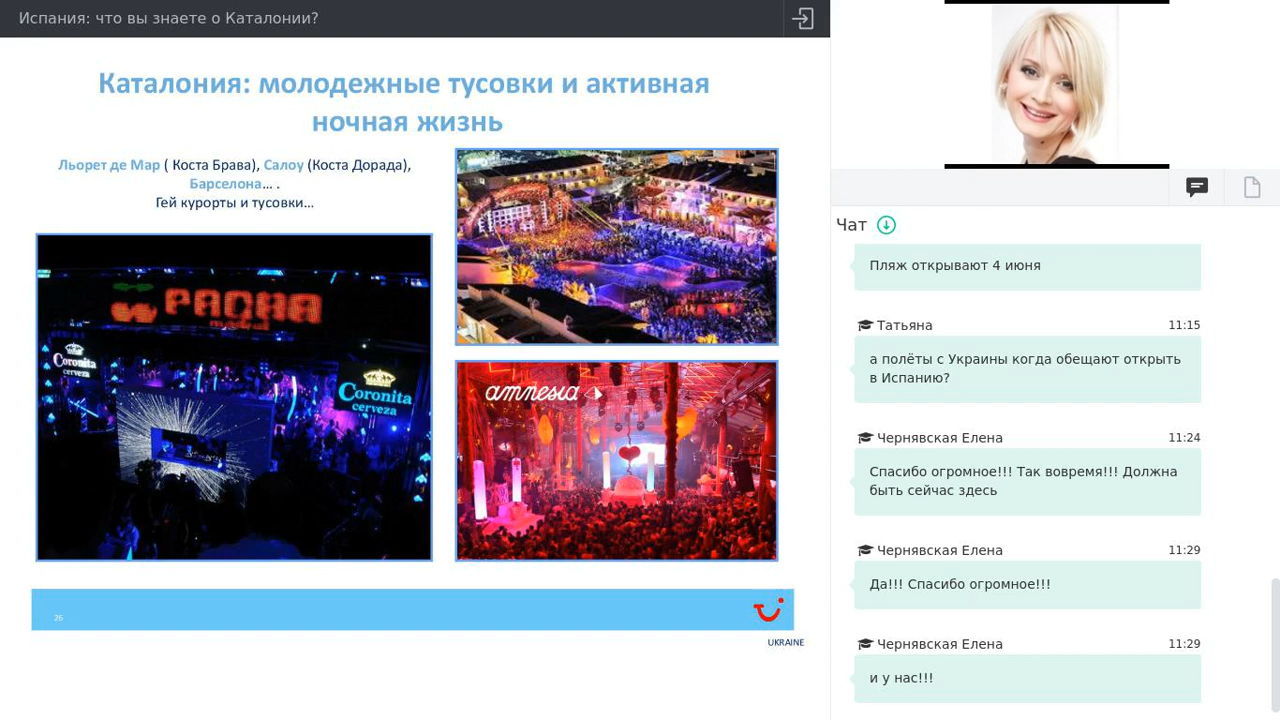 Испания: что вы знаете о Каталонии?
Каталония: молодежные тусовки и активная
ночная жизнь
Льорет де Мар ( Коста Брава), Салоу (Коста Дорада),
Барселона... .
Гей курорты и тусовки...
PACHA
Coronita
cerveza
Coronita
cerveza
amnesia
26
UKRAINE
Чат
Пляж открывают 4 июня
Татьяна 11:15
а полёты с Украины когда обещают открыть
в Испанию?
Чернявская Елена 11:24
Спасибо огромное!!! Так вовремя!!! Должна
быть сейчас здесь
Чернявская Елена 11:29
Да!!! Спасибо огромное!!!
Чернявская Елена 11:29
и у нас!!!